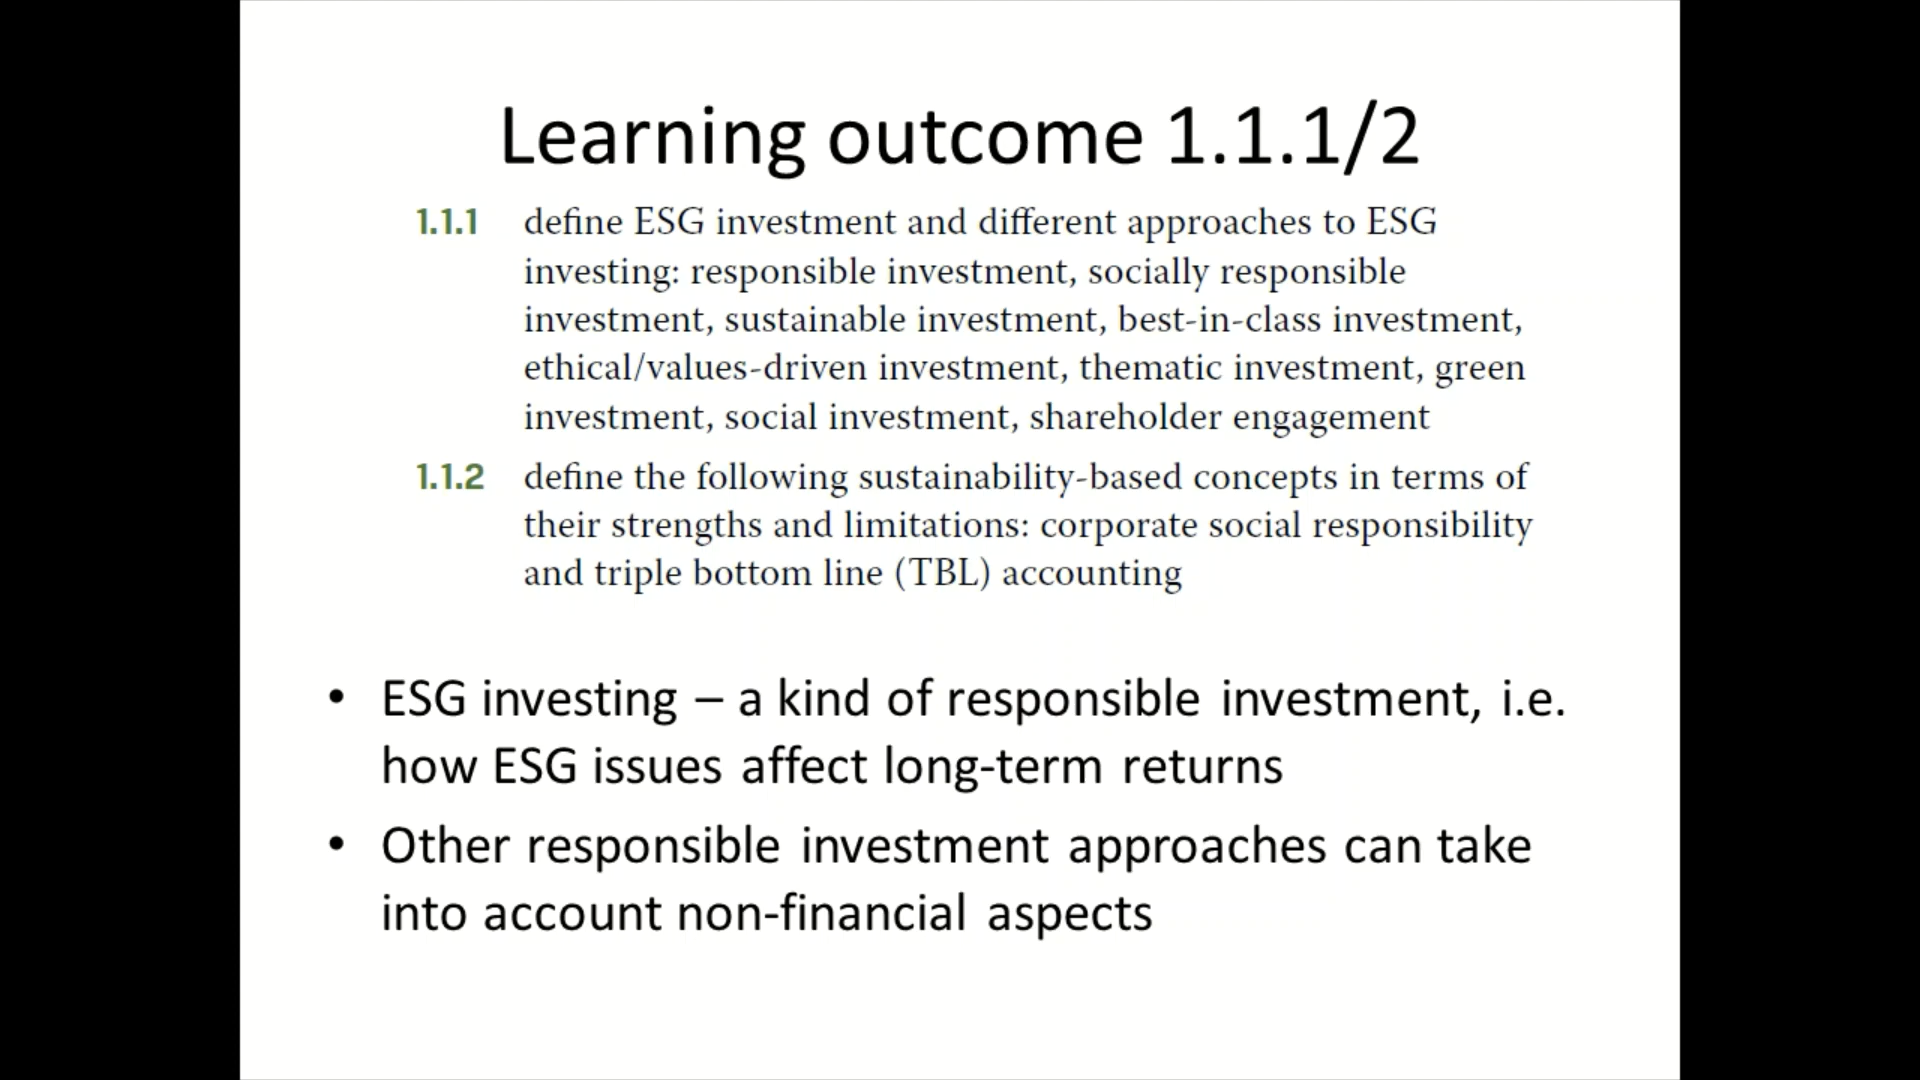 Learning outcome 1.1.1/2
1.1.1 define ESG investment and different approaches to ESG
investing: responsible investment, socially responsible
investment, sustainable investment, best-in-class investment,
ethical/values-driven investment, thematic investment, green
investment, social investment, shareholder engagement
1.1.2 define the following sustainability-based concepts in terms of
their strengths and limitations: corporate social responsibility
and triple bottom line (TBL) accounting
• ESG investing – a kind of responsible investment, i.e.
how ESG issues affect long-term returns
• Other responsible investment approaches can take
into account non-financial aspects